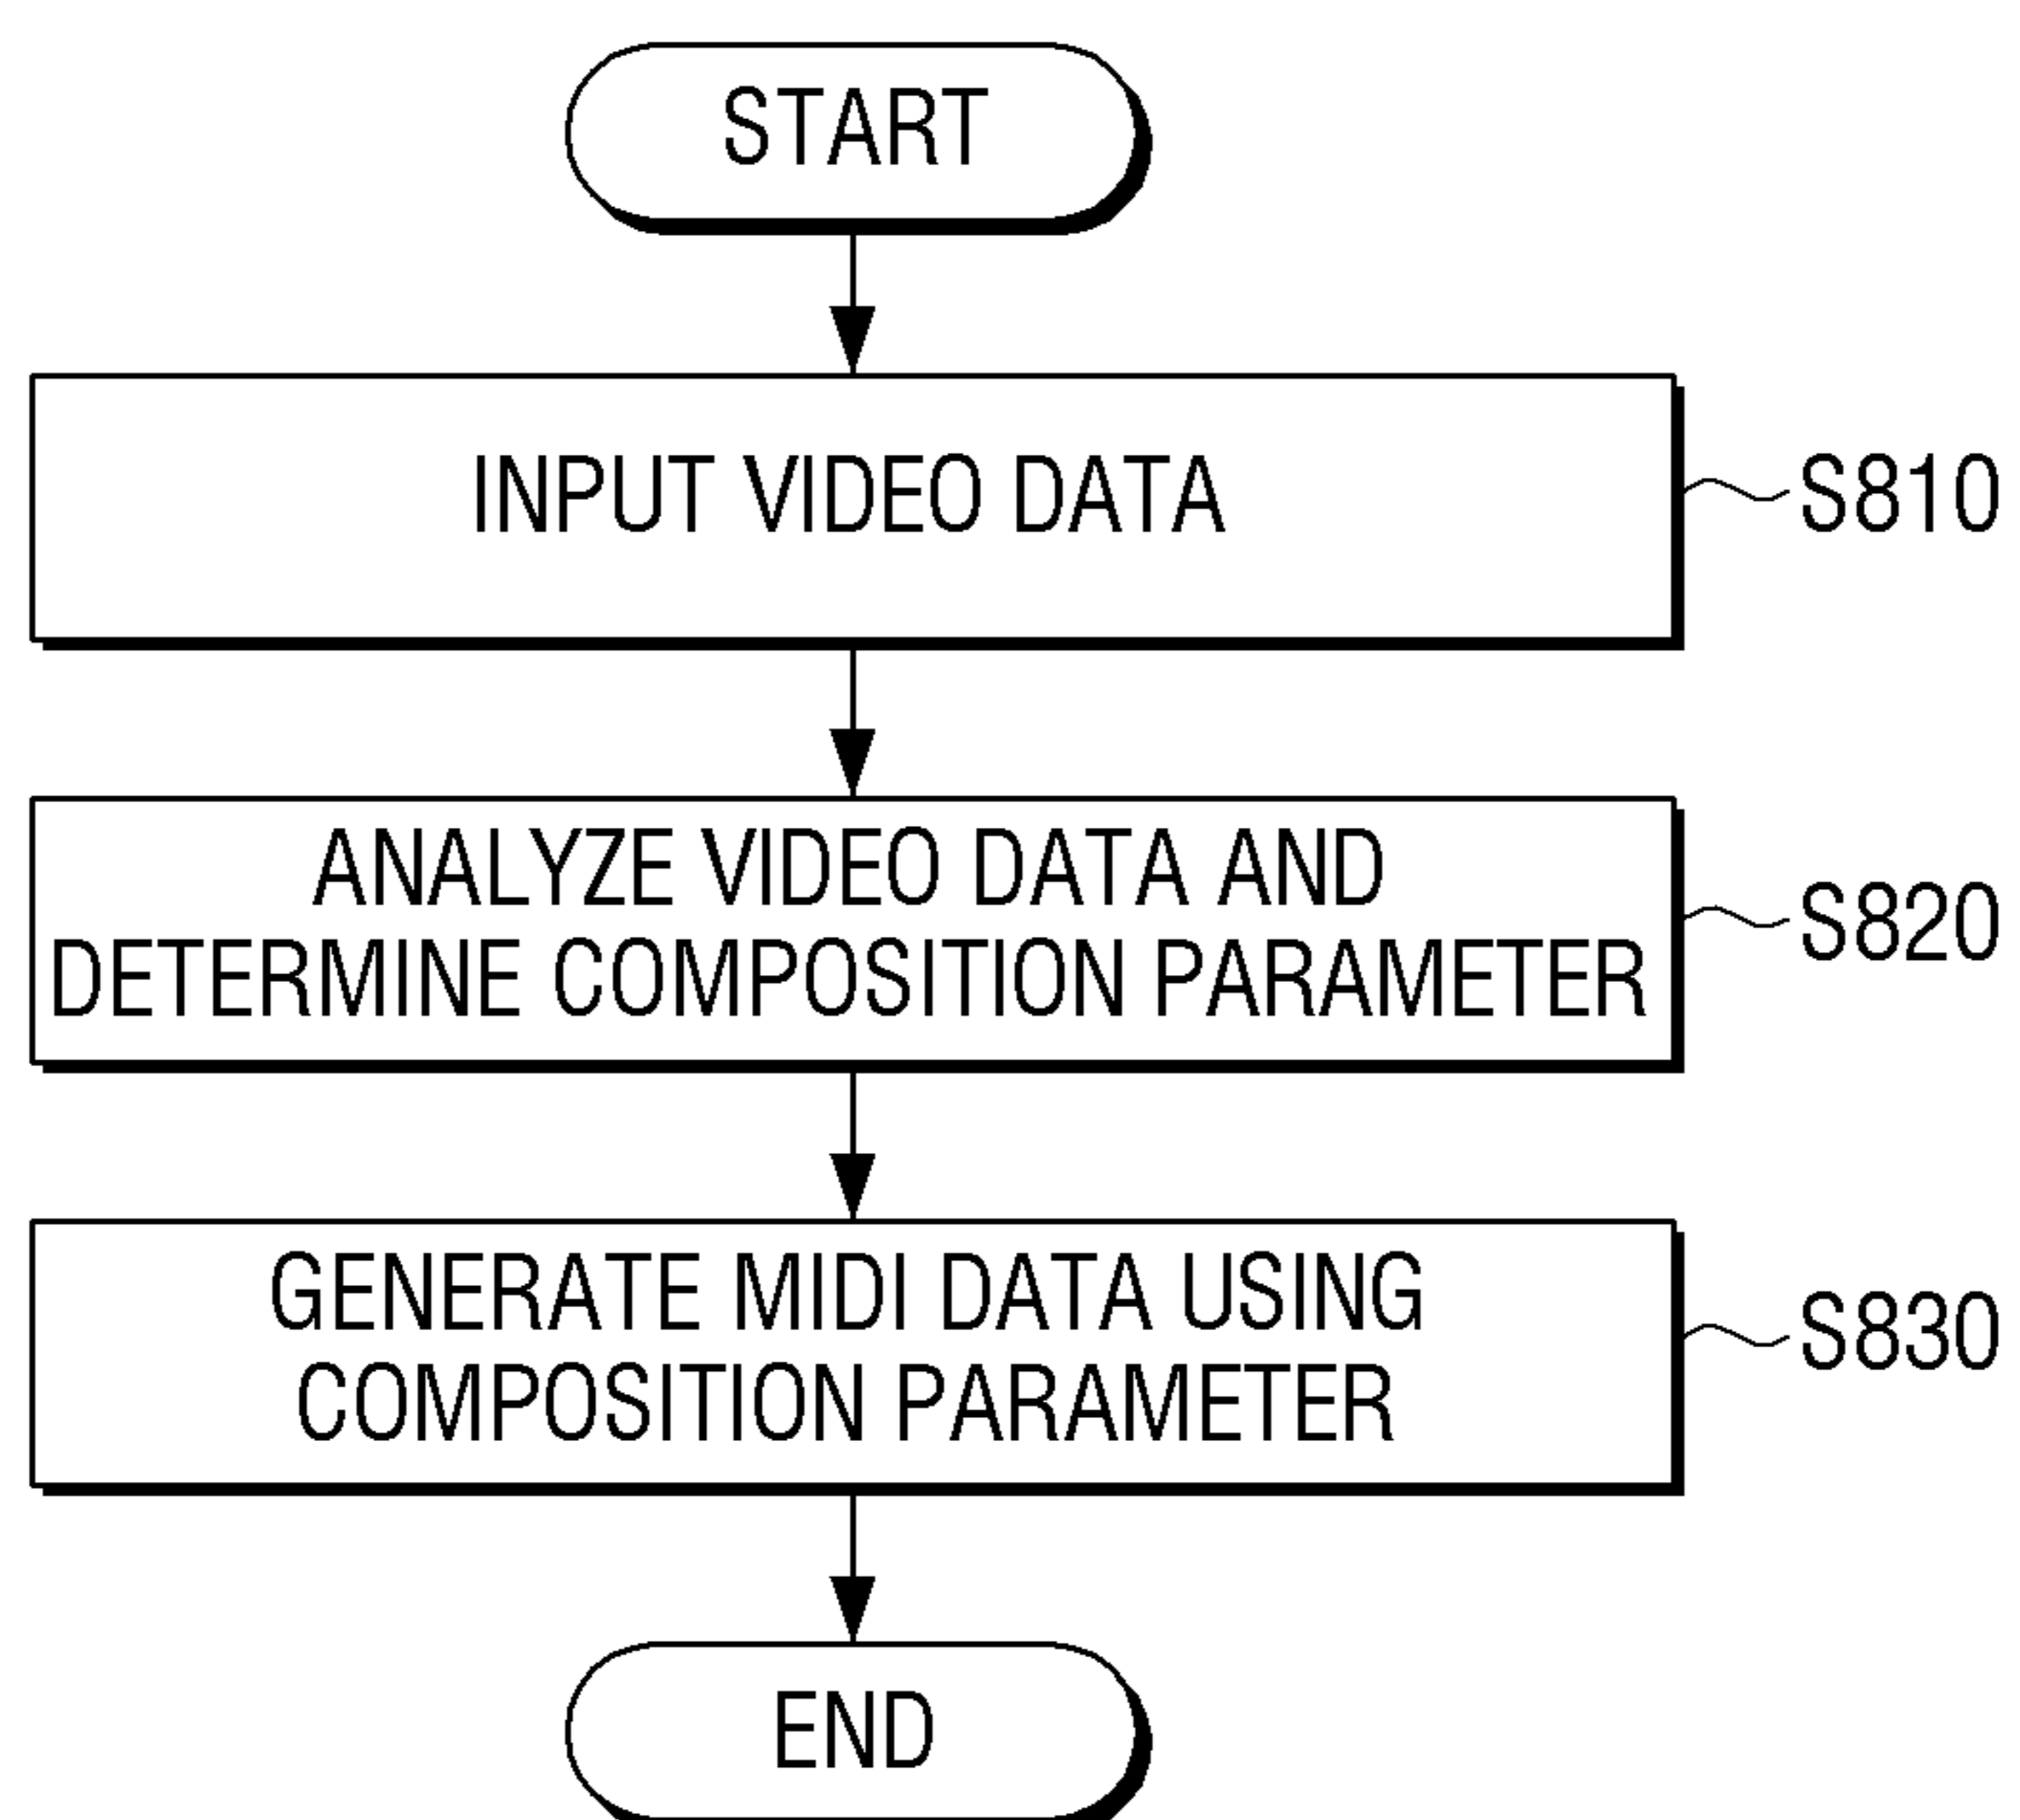 START
INPUT VIDEO DATA
S810
ANALYZE VIDEO DATA AND
DETERMINE COMPOSITION PARAMETER
S820
GENERATE MIDI DATA USING
COMPOSITION PARAMETER
S830
END